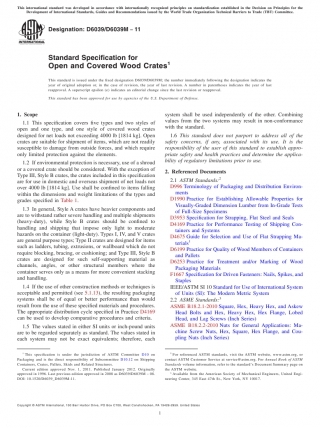 This international standard was developed in accordance with internationally recognized principles on standardization established in the Decision on Principles for the
Development of International Standards, Guides and Recommendations issued by the World Trade Organization Technical Barriers to Trade (TBT) Committee.
Designation: D6039/D6039M − 11
Standard Specification for
Open and Covered Wood Crates1
This standard is issued under the fixed designation D6039/D6039M; the number immediately following the designation indicates the
year of original adoption or, in the case of revision, the year of last revision. A number in parentheses indicates the year of last
reapproval. A superscript epsilon (ε) indicates an editorial change since the last revision or reapproval.
This standard has been approved for use by agencies of the U.S. Department of Defense.
1. Scope
1.1 This specification covers five types and two styles of
open and one type, and one style of covered wood crates
designed for net loads not exceeding 4000 lb [1814 kg]. Open
crates are suitable for shipment of items, which are not readily
susceptible to damage from outside forces, and which require
only limited protection against the elements.
1.2 If environmental protection is necessary, use of a shroud
or a covered crate should be considered. With the exception of
Type III, Style B crates, the crates included in this specification
are for use in domestic and overseas shipment of net loads not
over 4000 lb [1814 kg]. Use shall be confined to items falling
within the dimensions and weight limitations of the types and
grades specified in Table 1.
1.3 In general, Style A crates have heavier components and
are to withstand rather severe handling and multiple shipments
(heavy-duty), while Style B crates should be confined to
handling and shipping that impose only light to moderate
hazards on the container (light-duty). Type I, IV, and V crates
are general purpose types; Type II crates are designed for items
such as ladders, tubing, extrusions, or millboard which do not
require blocking, bracing, or cushioning; and Type III, Style B
crates are designed for such self-supporting material as
channels, angles, or other structural members where the
container serves only as a means for more convenient stacking
and handling.
1.4 If the use of other construction methods or techniques is
acceptable and permitted (see 5.1.13), the resulting packaging
systems shall be of equal or better performance than would
result from the use of these specified materials and procedures.
The appropriate distribution cycle specified in Practice D4169
can be used to develop comparative procedures and criteria.
1.5 The values stated in either SI units or inch-pound units
are to be regarded separately as standard. The values stated in
each system may not be exact equivalents; therefore, each
system shall be used independently of the other. Combining
values from the two systems may result in non-conformance
with the standard.
1.6 This standard does not purport to address all of the
safety concerns, if any, associated with its use. It is the
responsibility of the user of this standard to establish appro-
priate safety and health practices and determine the applica-
bility of regulatory limitations prior to use.
2. Referenced Documents
2.1 ASTM Standards:2
D996 Terminology of Packaging and Distribution Environ-
ments
D1990 Practice for Establishing Allowable Properties for
Visually-Graded Dimension Lumber from In-Grade Tests
of Full-Size Specimens
D3953 Specification for Strapping, Flat Steel and Seals
D4169 Practice for Performance Testing of Shipping Con-
tainers and Systems
D4675 Guide for Selection and Use of Flat Strapping Ma-
terials
D6199 Practice for Quality of Wood Members of Containers
and Pallets
D6253 Practice for Treatment and/or Marking of Wood
Packaging Materials
F1667 Specification for Driven Fasteners: Nails, Spikes, and
Staples
IEEE/ASTM SI 10 Standard for Use of International System
of Units (SI): The Modern Metric System
2.2 ASME Standards:3
ASME B18.2.1-2010 Square, Hex, Heavy Hex, and Askew
Head Bolts and Hex, Heavy Hex, Hex Flange, Lobed
Head, and Lag Screws (Inch Series)
ASME B18.2.2-2010 Nuts for General Applications: Ma-
chine Screw Nuts, Hex, Square, Hex Flange, and Cou-
pling Nuts (Inch Series)
1 This specification is under the jurisdiction of ASTM Committee D10 on
Packaging and is the direct responsibility of Subcommittee D10.12 on Shipping
Containers, Crates, Pallets, Skids and Related Structures.
Current edition approved Nov. 1, 2011. Published January 2012. Originally
approved in 1996. Last previous edition approved in
2 For referenced ASTM standards, visit the ASTM website, www.astm.org, or
contact ASTM Customer Service at service@astm.org. For Annual Book of ASTM
Standards volume information, refer to the standard's Document Summary page on
the ASTM website.
3 Available from the American Society of Mechanical Engineers, United Engi-
neering Center, 345 East 47th St., New York, NY 10017.
Copyright © ASTM International, 100 Barr Harbor Drive, PO Box C700, West Conshohocken, PA 19428-2959. United States
1